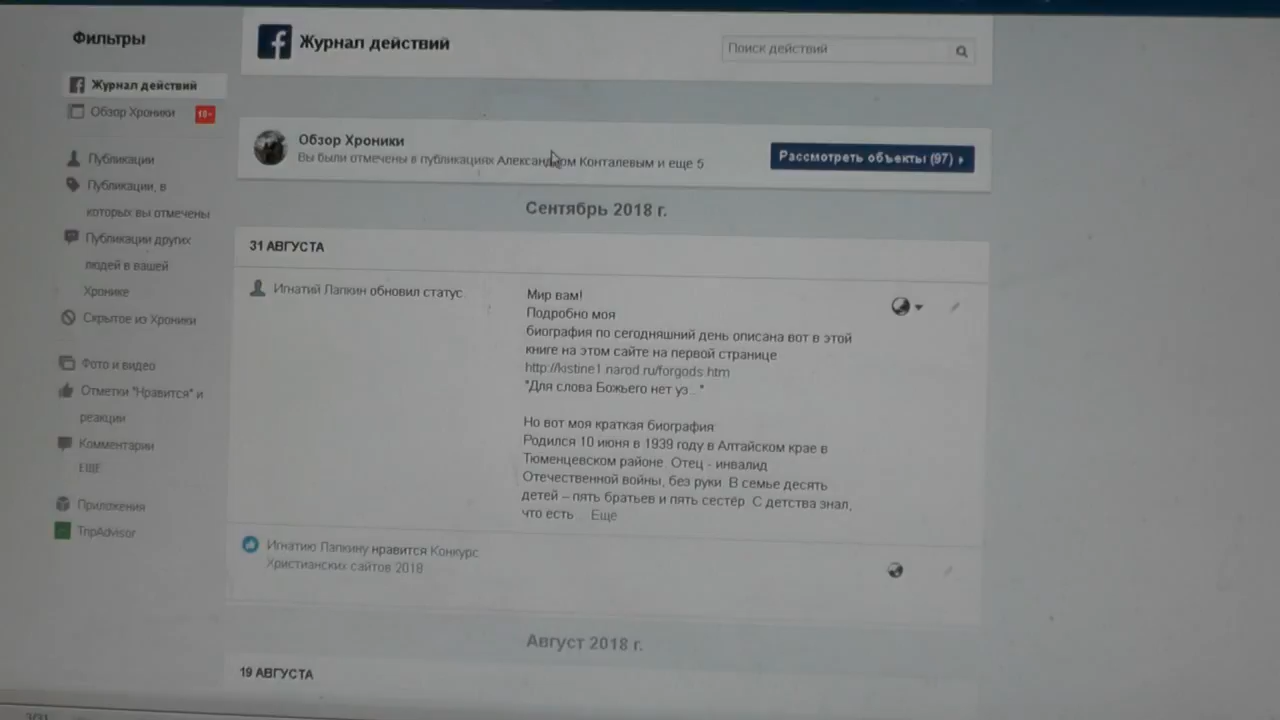 Фильтры
Журнал действий
Обзор Хроники
10+
Публикации
Публикации, в
которых вы отмечены
Публикации других
людей в вашей
Хронике
Скрытое из Хроники
Фото и видео
Отметки "Нравится" и
реакции
Комментарии
ЕЩЕ
Приложения
TripAdvisor
Журнал действий
Поиск действий
Обзор Хроники
Вы были отмечены в публикациях Александром Конталевым и еще 5
Рассмотреть объекты (97)
Сентябрь 2018 г.
31 АВГУСТА
Игнатий Лапкин обновил статус.
Мир вам!
Подробно моя
биография по сегодняшний день описана вот в этой
книге на этом сайте на первой странице
http://kistine1.narod.ru/forgods.htm
"Для слова Божьего нет уз..."
Но вот моя краткая биография
Родился 10 июня в 1939 году в Алтайском крае в
Тюменцевском районе. Отец - инвалид
Отечественной войны, без руки. В семье десять
детей – пять братьев и пять сестёр. С детства знал,
что есть ... Еще
Игнатию Лапкину нравится Конкурс
Христианских сайтов 2018
Август 2018 г.
19 АВГУСТА